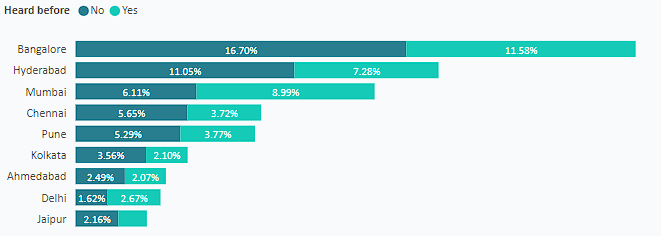 Heard before No Yes
Bangalore 16.70% 11.58%
Hyderabad 11.05% 7.28%
Mumbai 6.11% 8.99%
Chennai 5.65% 3.72%
Pune 5.29% 3.77%
Kolkata 3.56% 2.10%
Ahmedabad 2.49% 2.07%
Delhi 1.62% 2.67%
Jaipur 2.16%